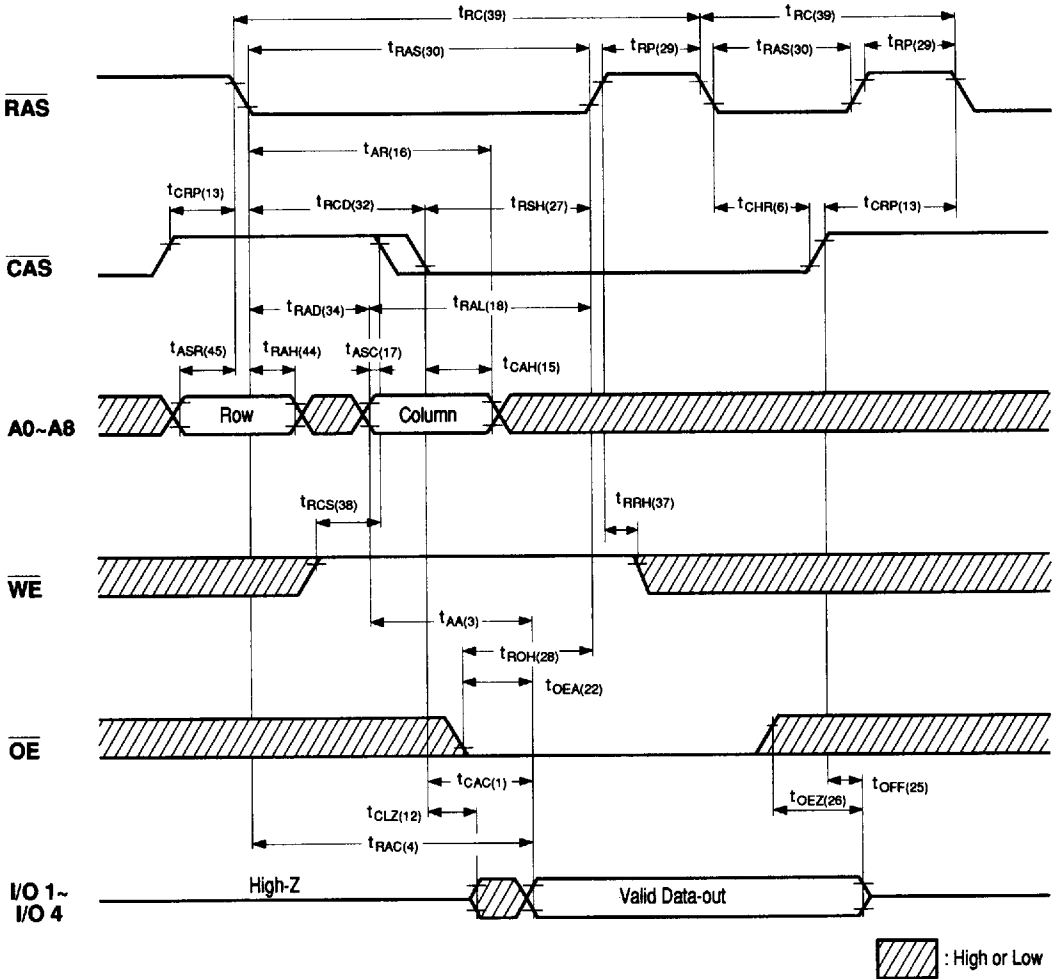 tRC(39) tRC(39)
tRAS(30) tRP(29) tRAS(30) tRP(29)
RAS
tAR(16)
tCRP(13) tRCD(32) tRSH(27) tCHR(6) tCRP(13)
CAS
tRAD(34) tRAL(18)
tASR(45) tRAH(44) tASC(17) tCAH(15)
A0~A8 Row Column
tRCS(38) tRRH(37)
WE
tAA(3)
tROH(28)
tOEA(22)
OE
tCAC(1) tOFF(25)
tCLZ(12) tOEZ(26)
tRAC(4)
I/O 1~ High-Z Valid Data-out
I/O 4
: High or Low